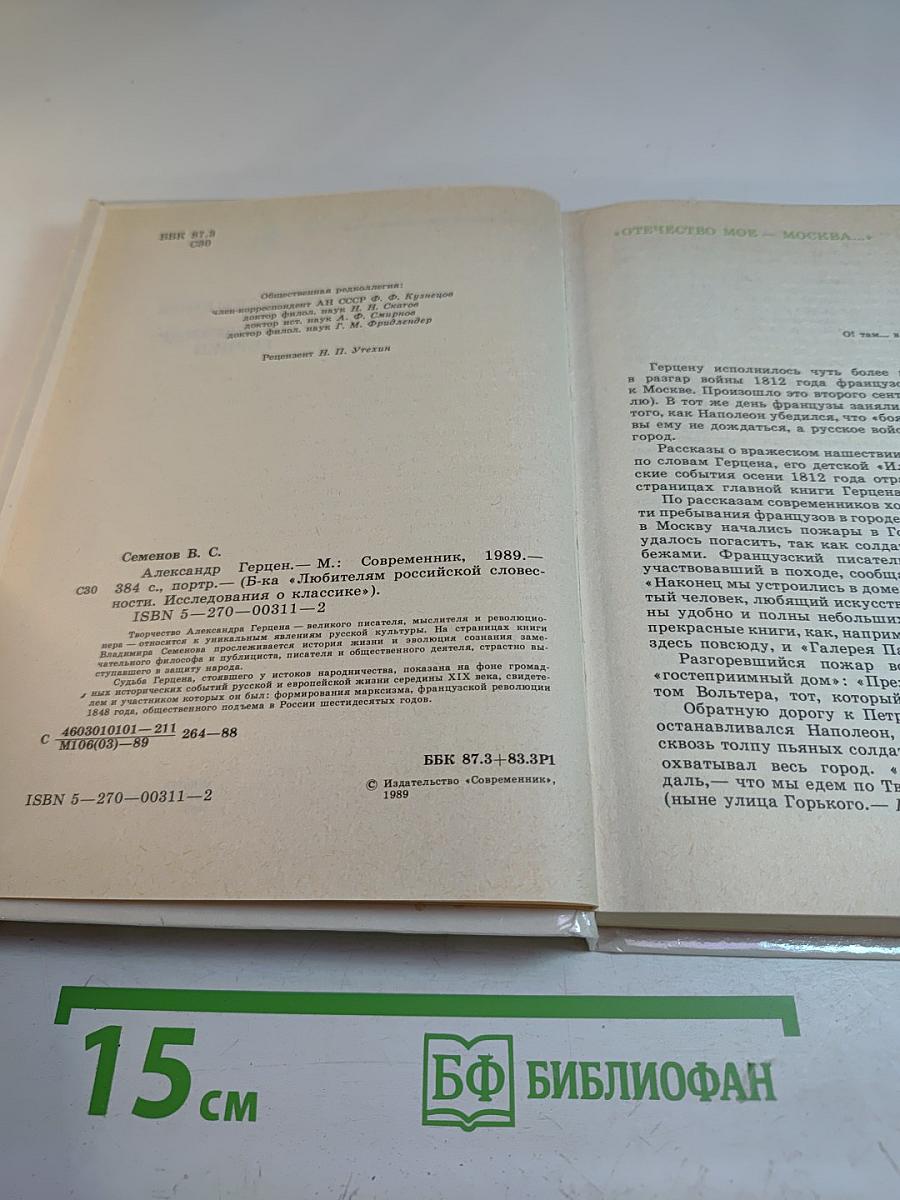 ББК 87.3
С30
Общественная редколлегия:
член-корреспондент АН СССР Ф. Ф. Кузнецов
доктор филол. наук Н. Н. Скатов
доктор ист. наук А. Ф. Смирнов
доктор филол. наук Г. М. Фридлендер
Рецензент Н. П. Утехин
Семенов В. С.
Александр Герцен.— М.: Современник, 1989.—
С30 384 с., портр.— (Б-ка «Любителям российской словес-
ности. Исследования о классике»).
ISBN 5—270—00311—2
Творчество Александра Герцена — великого писателя, мыслителя и революцио-
нера — относится к уникальным явлениям русской культуры. На страницах книги
Владимира Семенова прослеживается история жизни и эволюция сознания заме-
чательного философа и публициста, писателя и общественного деятеля, страстно вы-
ступавшего в защиту народа.
Судьба Герцена, стоявшего у истоков народничества, показана на фоне громад-
ных исторических событий русской и европейской жизни середины XIX века, свидете-
лем и участником которых он был: формирования марксизма, французской революции
1848 года, общественного подъема в России шестидесятых годов.
С 4603010101—211
М106(03)—89
264—88
ББК 87.3+83.3Р1
ISBN 5—270—00311—2
© Издательство «Современник»,
1989
«ОТЕЧЕСТВО МОЕ — МОСКВА...»
О! там... в
Герцену исполнилось чуть более
в разгар войны 1812 года француз
к Москве. Произошло это второго сент
лю). В тот же день французы заняли
того, как Наполеон убедился, что «боя
вы ему не дождаться, а русское войс
город.
Рассказы о вражеском нашествии
по словам Герцена, его детской «Ил
ские события осени 1812 года отра
страницах главной книги Герцена
По рассказам современников хо
ти пребывания французов в городе
в Москву начались пожары в Го
удалось погасить, так как солда
бежами. Французский писател
участвовавший в походе, сообща
«Наконец мы устроились в доме
тый человек, любящий искусств
ны удобно и полны небольших
прекрасные книги, как, наприм
здесь повсюду, и «Галерея Па
Разгоревшийся пожар во
«гостеприимный дом»: «Преж
том Вольтера, тот, который
Обратную дорогу к Петр
останавливался Наполеон,
сквозь толпу пьяных солдат
охватывал весь город. «
даль,— что мы едем по Тв
(ныне улица Горького.—
15 см
БФ БИБЛИОФАН